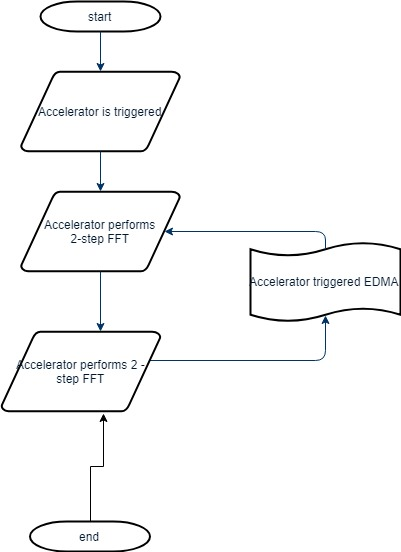 start
Accelerator is triggered
Accelerator performs
2-step FFT
Accelerator triggered EDMA
Accelerator performs 2 -
step FFT
end